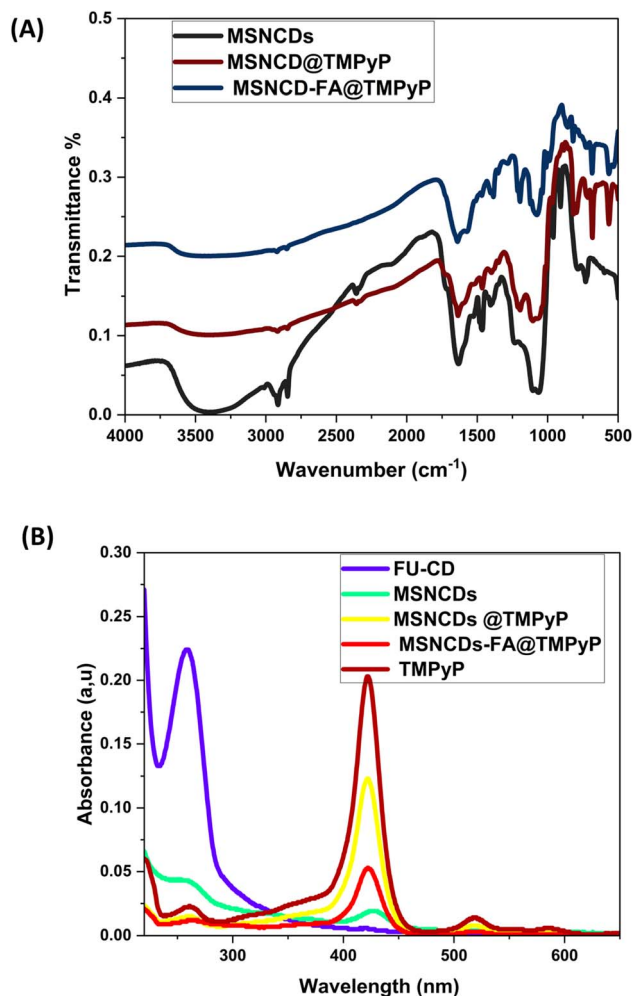 (A)
0.5
0.4
0.3
0.2
0.1
0.0
Transmittance %
MSNCDs
MSNCD@TMPyP
MSNCD-FA@TMPyP
4000 3500 3000 2500 2000 1500 1000 500
Wavenumber (cm⁻¹)
(B)
0.30
0.25
0.20
0.15
0.10
0.05
0.00
Absorbance (a,u)
FU-CD
MSNCDs
MSNCDs @TMPyP
MSNCDs-FA@TMPyP
TMPyP
300 400 500 600
Wavelength (nm)